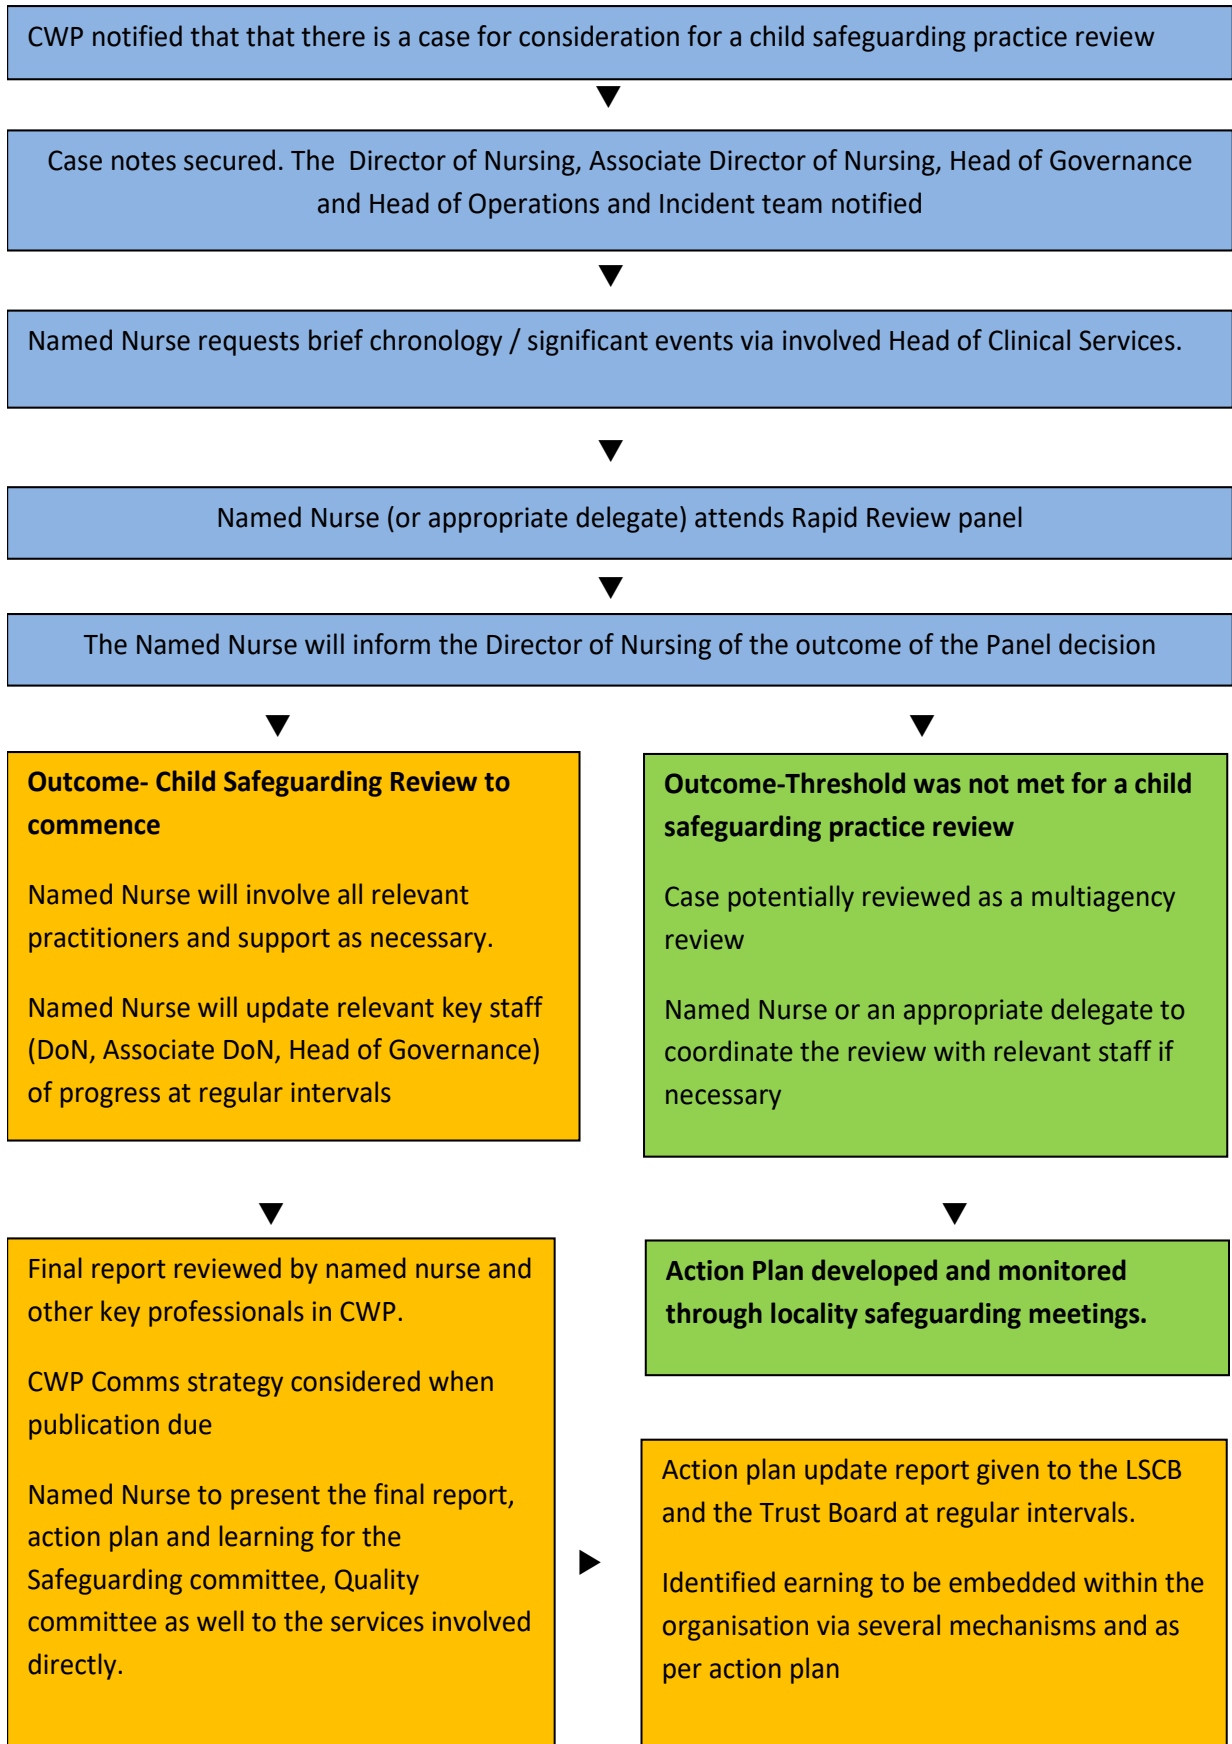 CWP notified that that there is a case for consideration for a child safeguarding practice review
Case notes secured. The Director of Nursing, Associate Director of Nursing, Head of Governance
and Head of Operations and Incident team notified
Named Nurse requests brief chronology / significant events via involved Head of Clinical Services.
Named Nurse (or appropriate delegate) attends Rapid Review panel
The Named Nurse will inform the Director of Nursing of the outcome of the Panel decision
Outcome- Child Safeguarding Review to
commence
Named Nurse will involve all relevant
practitioners and support as necessary.
Named Nurse will update relevant key staff
(DoN, Associate DoN, Head of Governance)
of progress at regular intervals
Outcome-Threshold was not met for a child
safeguarding practice review
Case potentially reviewed as a multiagency
review
Named Nurse or an appropriate delegate to
coordinate the review with relevant staff if
necessary
Final report reviewed by named nurse and
other key professionals in CWP.
CWP Comms strategy considered when
publication due
Named Nurse to present the final report,
action plan and learning for the
Safeguarding committee, Quality
committee as well to the services involved
directly.
Action Plan developed and monitored
through locality safeguarding meetings.
Action plan update report given to the LSCB
and the Trust Board at regular intervals.
Identified earning to be embedded within the
organisation via several mechanisms and as
per action plan